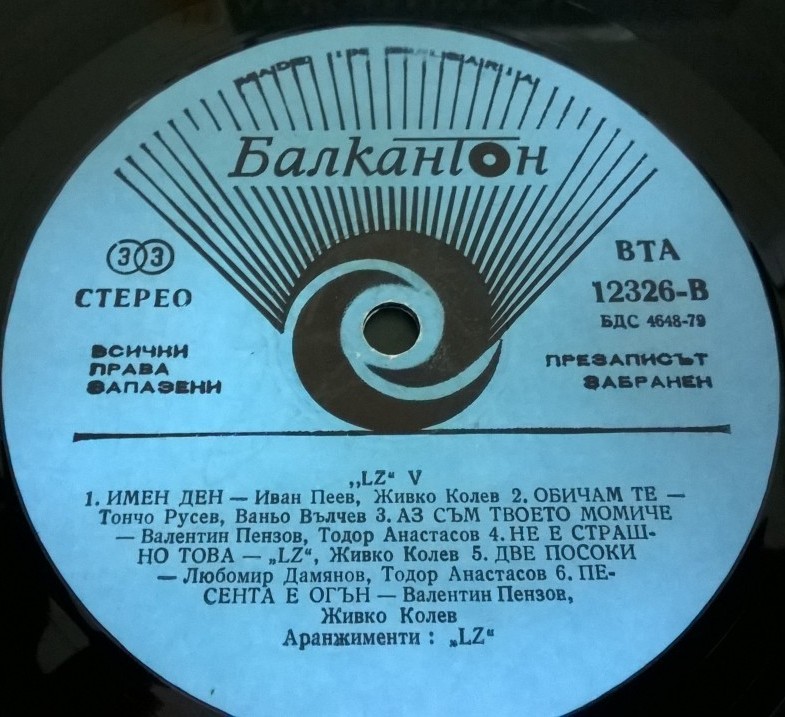 MADE IN BULGARIA
Балкантон
33
СТЕРЕО
ВТА
12326-В
БДС 4648-79
ВСИЧКИ
ПРАВА
ЗАПАЗЕНИ
ПРЕЗАПИСЪТ
ЗАБРАНЕН
„LZ“ V
1. ИМЕН ДЕН — Иван Пеев, Живко Колев 2. ОБИЧАМ ТЕ —
Тончо Русев, Ваньо Вълчев 3. АЗ СЪМ ТВОЕТО МОМИЧЕ
— Валентин Пензов, Тодор Анастасов 4. НЕ Е СТРАШ-
НО ТОВА — „LZ“, Живко Колев 5. ДВЕ ПОСОКИ
— Любомир Дамянов, Тодор Анастасов 6. ПЕ-
СЕНТА Е ОГЪН — Валентин Пензов,
Живко Колев
Аранжименти : „LZ“